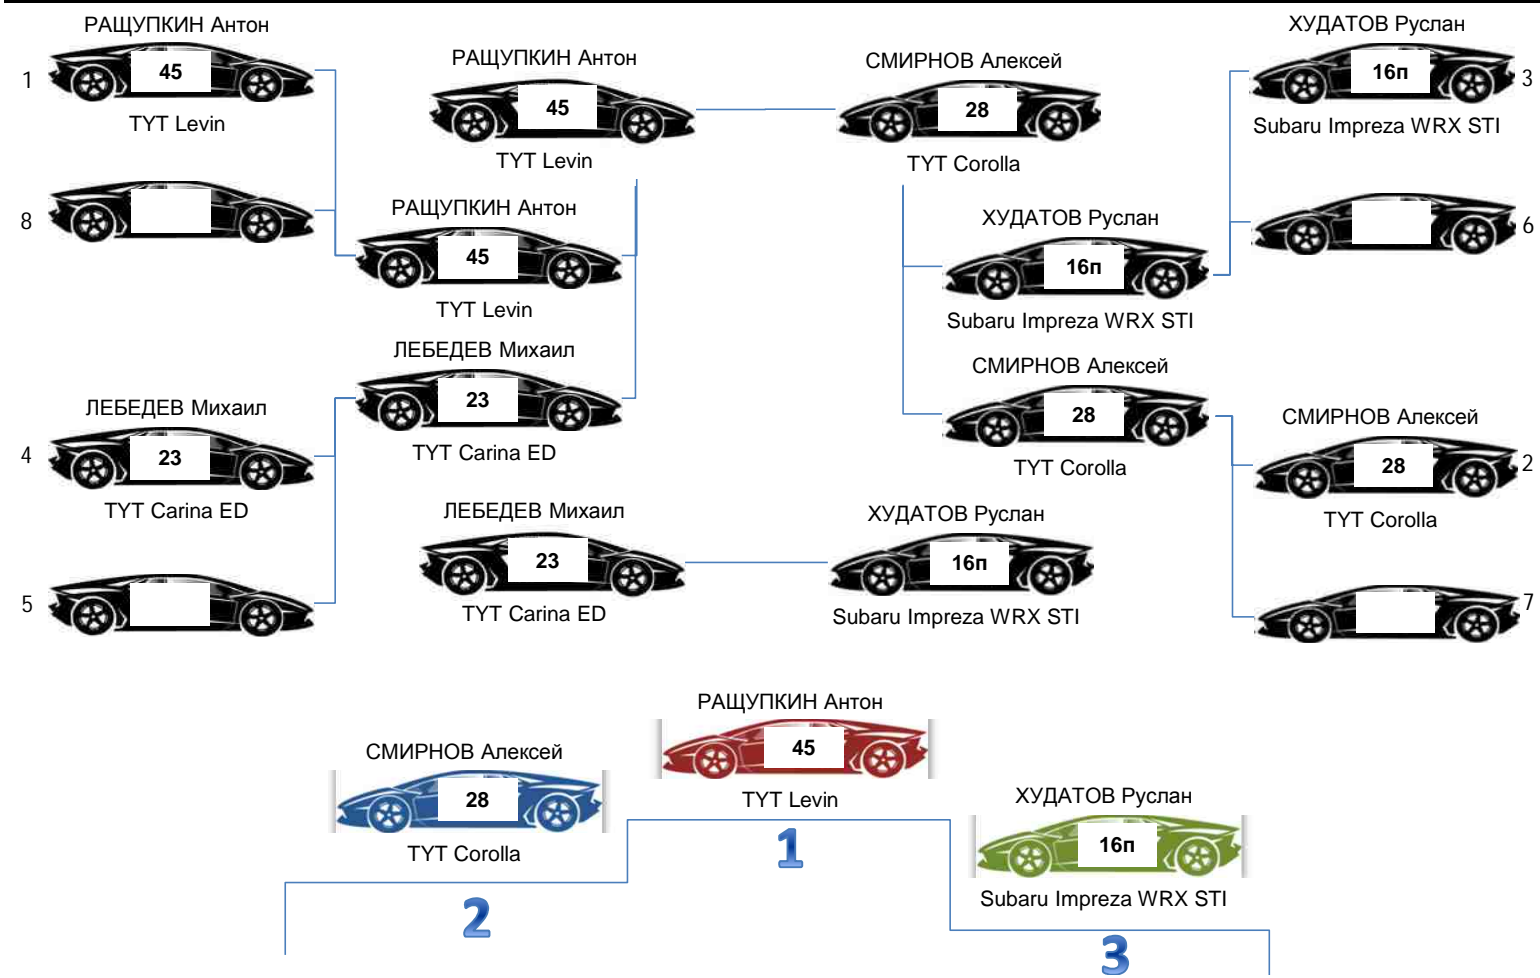 РАЩУПКИН Антон
1
45
TYT Levin
8
РАЩУПКИН Антон
45
TYT Levin
РАЩУПКИН Антон
45
TYT Levin
ЛЕБЕДЕВ Михаил
23
TYT Carina ED
ЛЕБЕДЕВ Михаил
4
23
TYT Carina ED
5
ЛЕБЕДЕВ Михаил
23
TYT Carina ED
СМИРНОВ Алексей
28
TYT Corolla
ХУДАТОВ Руслан
16п
Subaru Impreza WRX STI
СМИРНОВ Алексей
28
TYT Corolla
ХУДАТОВ Руслан
16п
Subaru Impreza WRX STI
ХУДАТОВ Руслан
16п
3
Subaru Impreza WRX STI
6
СМИРНОВ Алексей
28
2
TYT Corolla
7
РАЩУПКИН Антон
45
TYT Levin
1
СМИРНОВ Алексей
28
TYT Corolla
2
ХУДАТОВ Руслан
16п
Subaru Impreza WRX STI
3